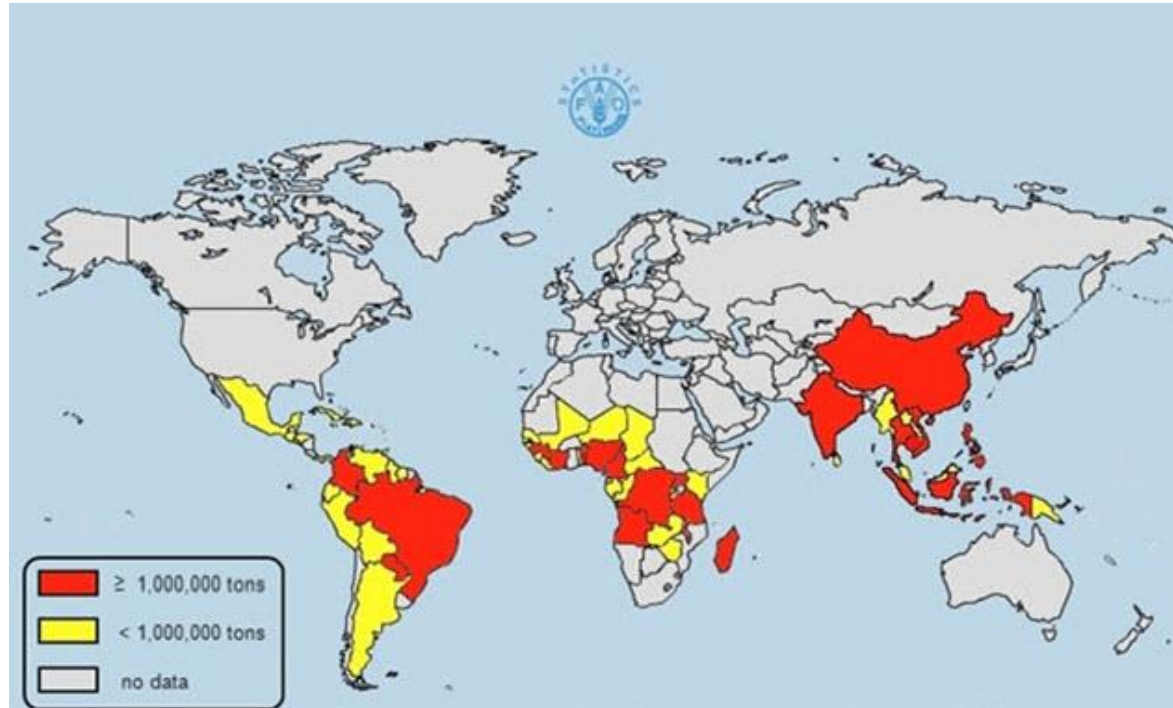 F A O
≥ 1,000,000 tons
< 1,000,000 tons
no data